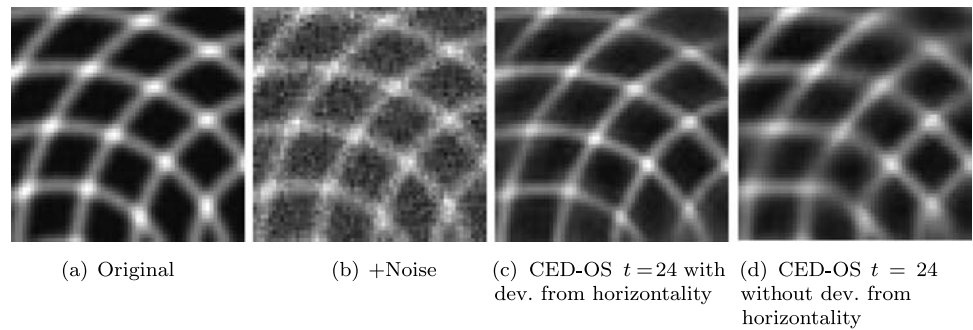 (a) Original
(b) +Noise
(c) CED-OS t=24 with
dev. from horizontality
(d) CED-OS t = 24
without dev. from
horizontality